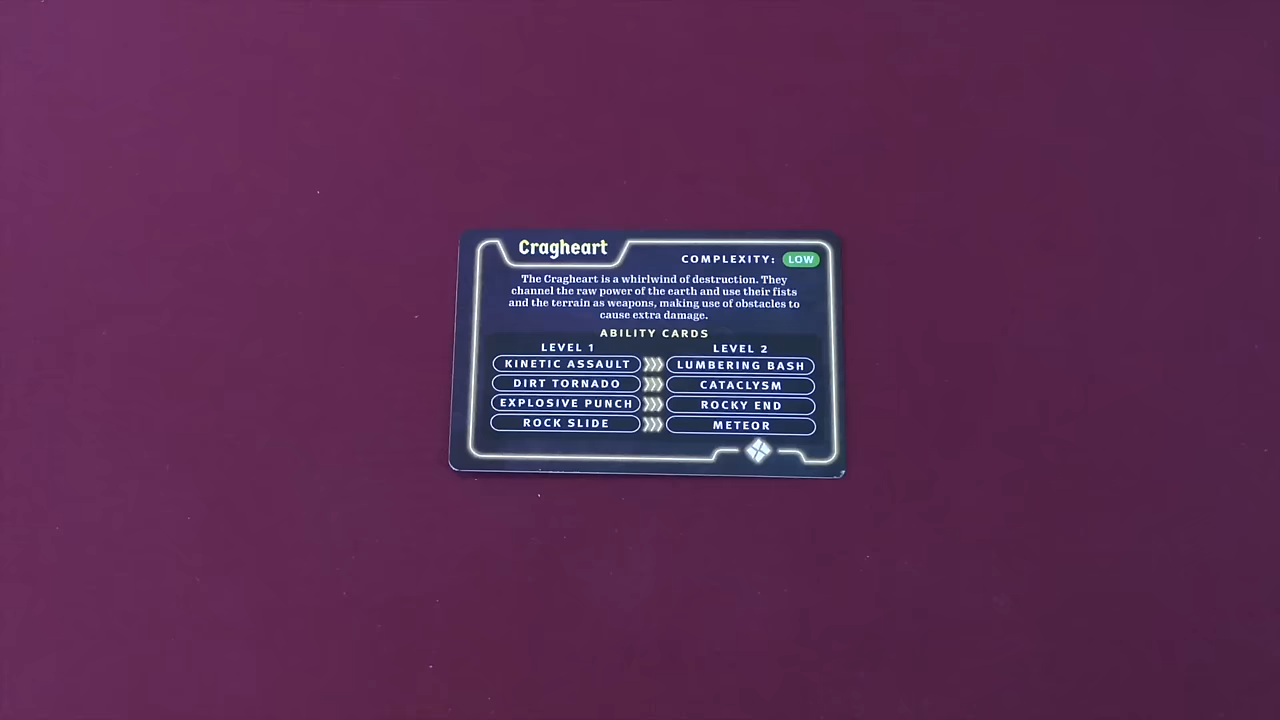 Cragheart
COMPLEXITY: LOW
The Cragheart is a whirlwind of destruction. They
channel the raw power of the earth and use their fists
and the terrain as weapons, making use of obstacles to
cause extra damage.
ABILITY CARDS
LEVEL 1 LEVEL 2
KINETIC ASSAULT LUMBERING BASH
DIRT TORNADO CATACLYSM
EXPLOSIVE PUNCH ROCKY END
ROCK SLIDE METEOR